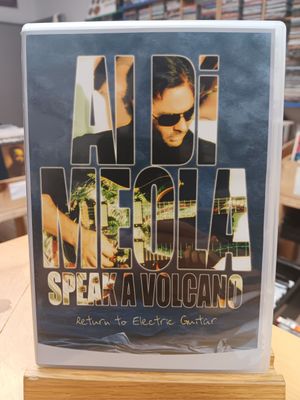 Al Di
MEOLA
SPEAK A VOLCANO
Return to Electric Guitar